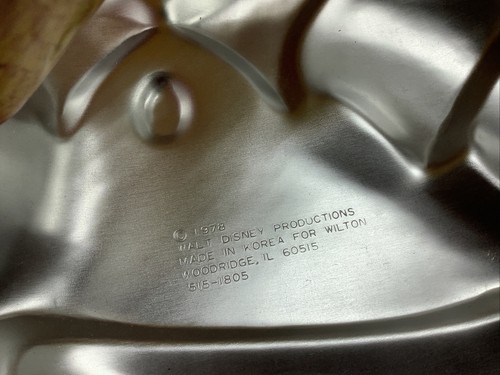 © 1978
WALT DISNEY PRODUCTIONS
MADE IN KOREA FOR WILTON
WOODRIDGE, IL 60515
515-1805